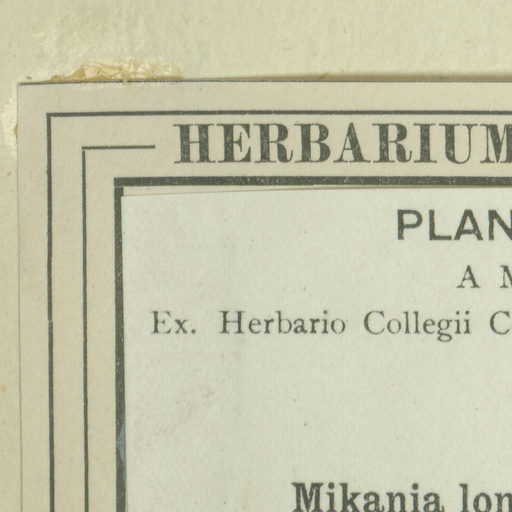 HERBARIUM
PLAN
A M
Ex. Herbario Collegii C
Mikania lon